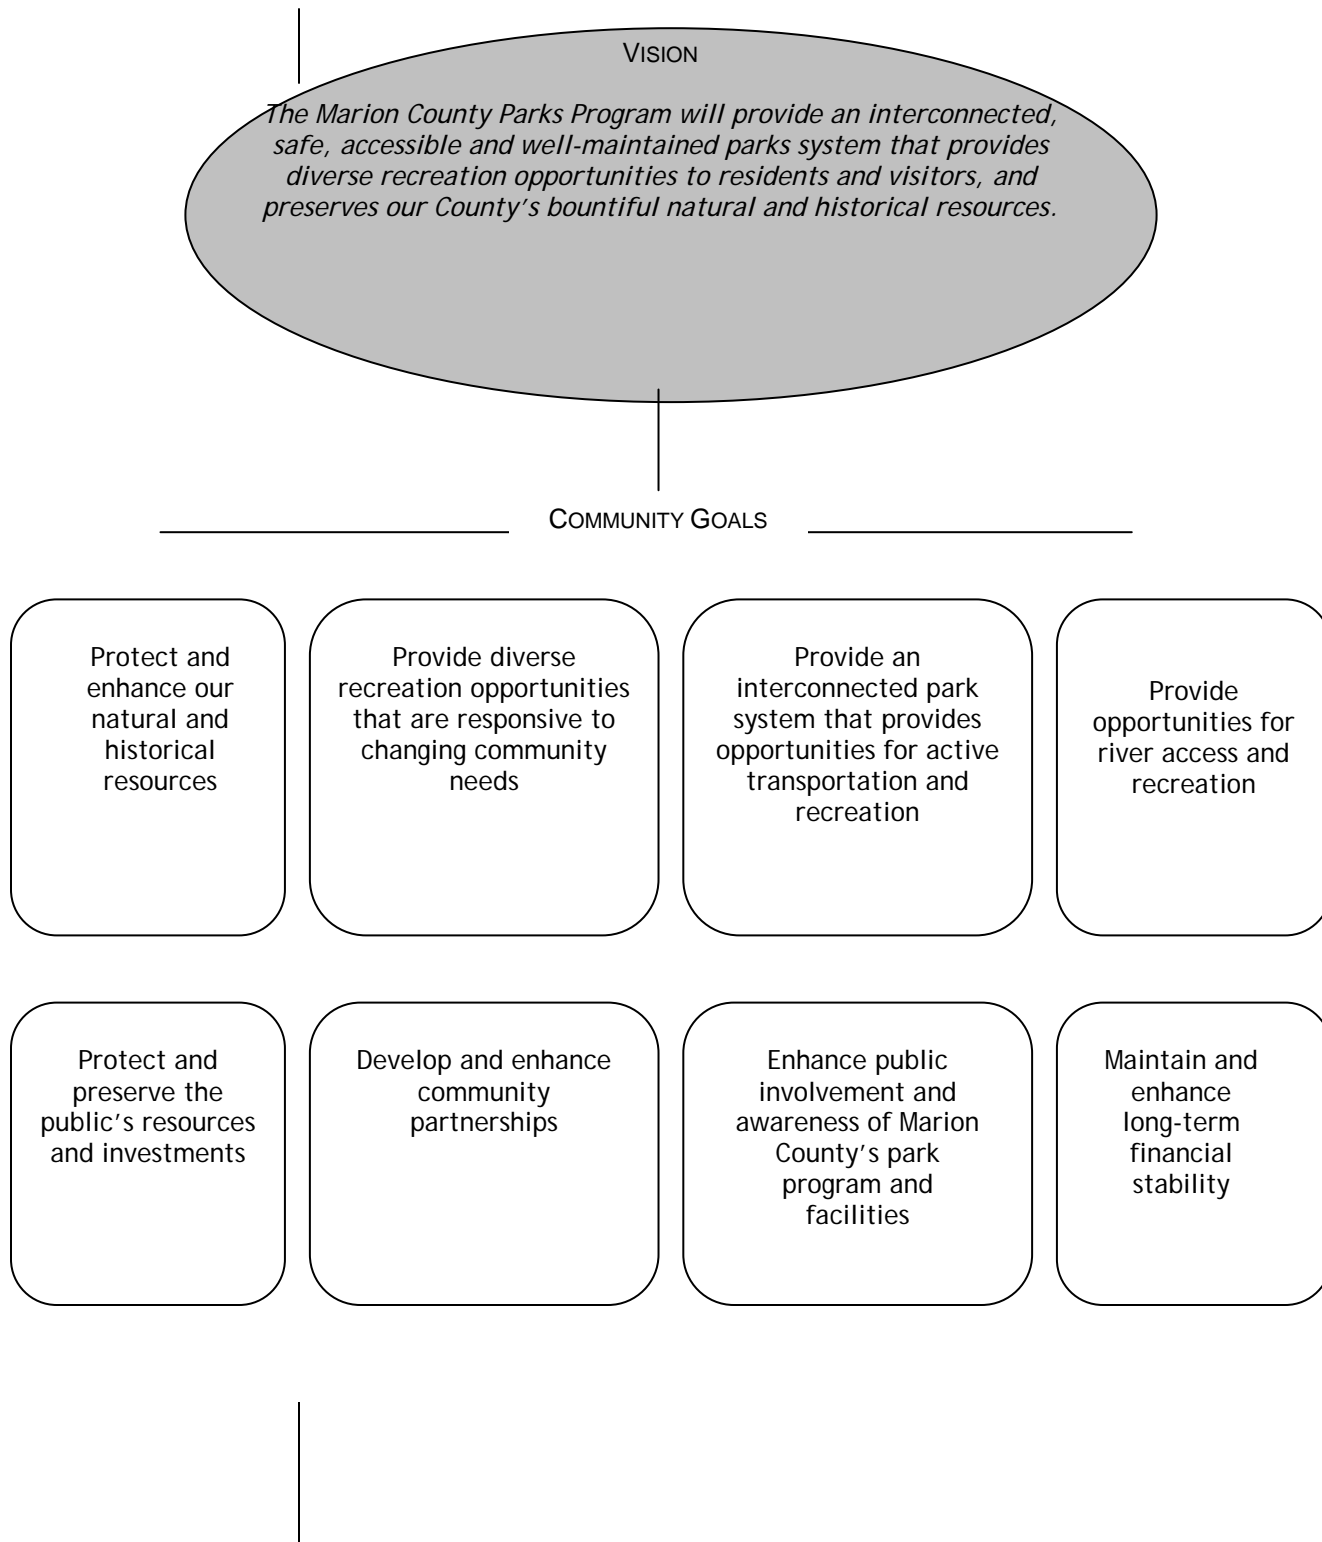 VISION
The Marion County Parks Program will provide an interconnected,
safe, accessible and well-maintained parks system that provides
diverse recreation opportunities to residents and visitors, and
preserves our County's bountiful natural and historical resources.
COMMUNITY GOALS
Protect and
enhance our
natural and
historical
resources
Provide diverse
recreation opportunities
that are responsive to
changing community
needs
Provide an
interconnected park
system that provides
opportunities for active
transportation and
recreation
Provide
opportunities for
river access and
recreation
Protect and
preserve the
public's resources
and investments
Develop and enhance
community
partnerships
Enhance public
involvement and
awareness of Marion
County's park
program and
facilities
Maintain and
enhance
long-term
financial
stability